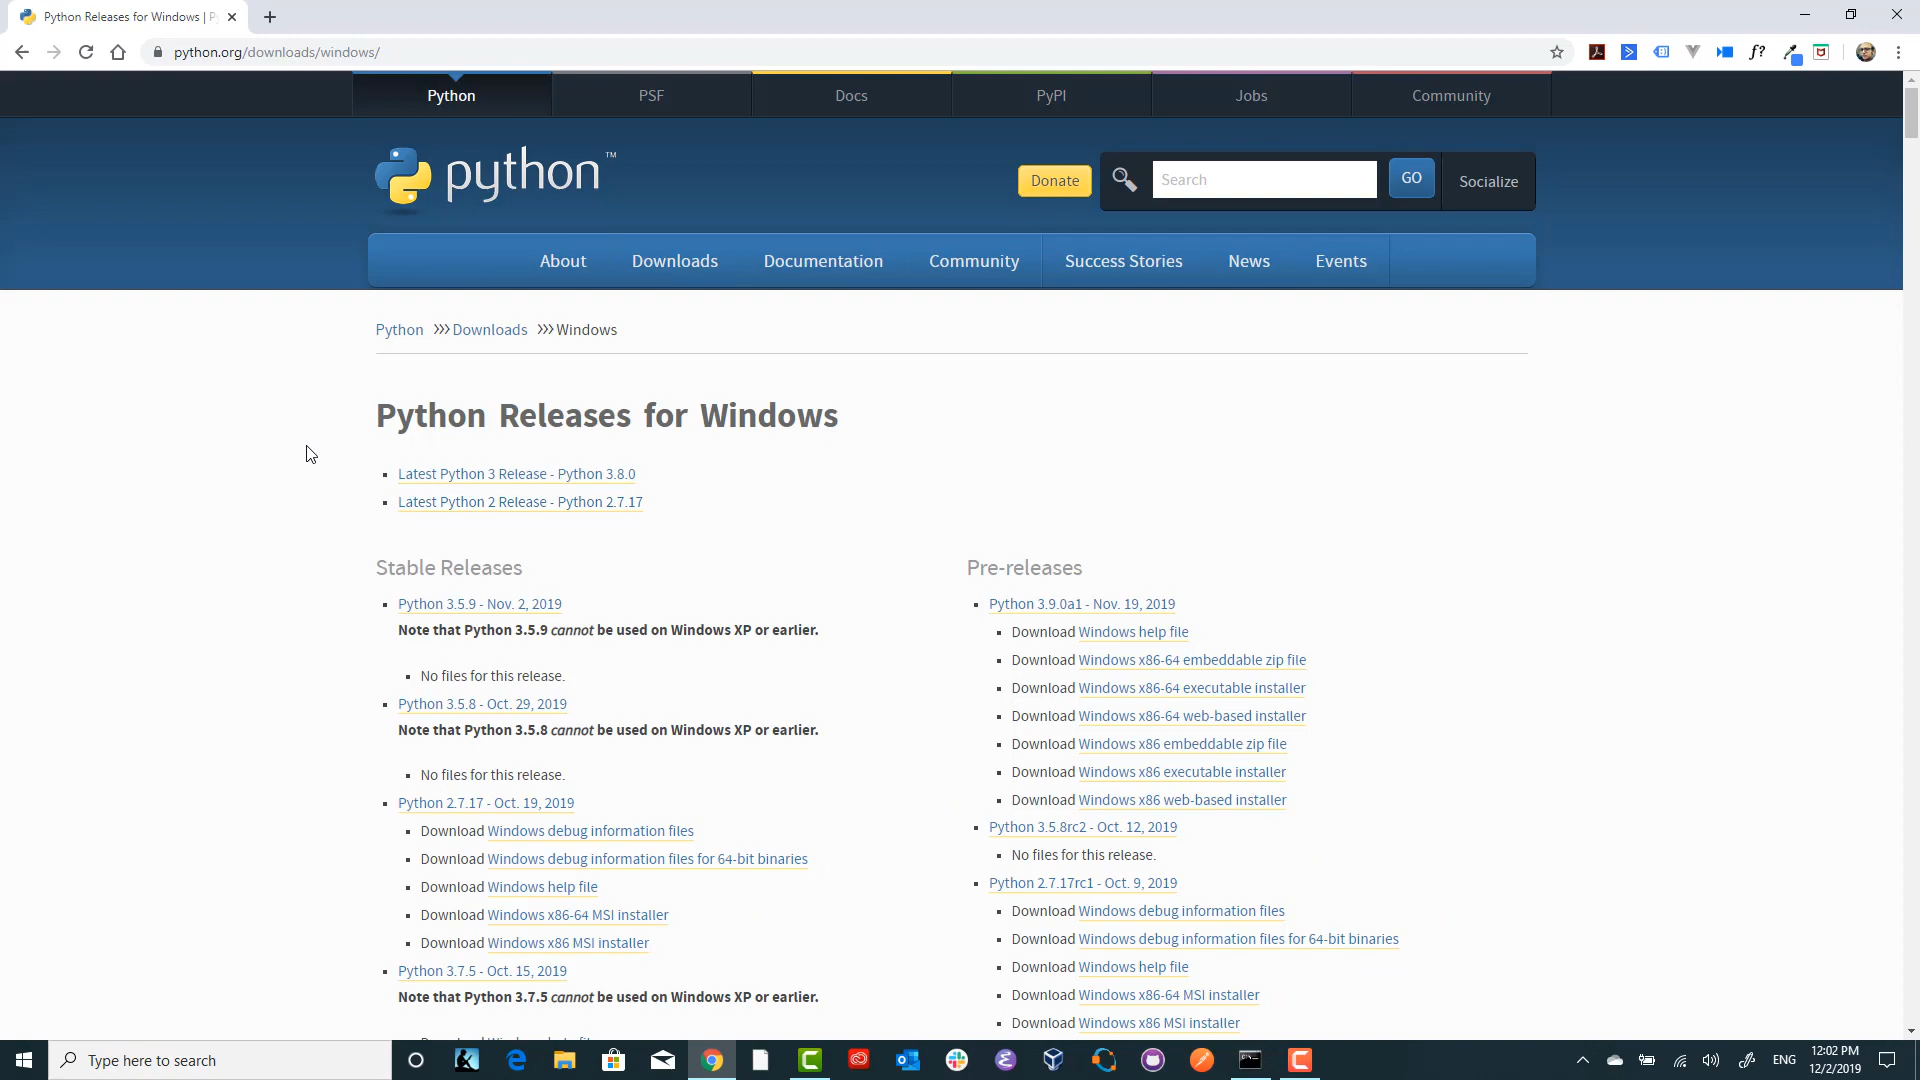 Python Releases for Windows |
python.org/downloads/windows/
f?
Python
PSF
Docs
PyPI
Jobs
Community
python™
Donate
Search
GO
Socialize
About
Downloads
Documentation
Community
Success Stories
News
Events
Python >>> Downloads >>> Windows
Python Releases for Windows
Latest Python 3 Release - Python 3.8.0
Latest Python 2 Release - Python 2.7.17
Stable Releases
Python 3.5.9 - Nov. 2, 2019
Note that Python 3.5.9 cannot be used on Windows XP or earlier.
No files for this release.
Python 3.5.8 - Oct. 29, 2019
Note that Python 3.5.8 cannot be used on Windows XP or earlier.
No files for this release.
Python 2.7.17 - Oct. 19, 2019
Download Windows debug information files
Download Windows debug information files for 64-bit binaries
Download Windows help file
Download Windows x86-64 MSI installer
Download Windows x86 MSI installer
Python 3.7.5 - Oct. 15, 2019
Note that Python 3.7.5 cannot be used on Windows XP or earlier.
Pre-releases
Python 3.9.0a1 - Nov. 19, 2019
Download Windows help file
Download Windows x86-64 embeddable zip file
Download Windows x86-64 executable installer
Download Windows x86-64 web-based installer
Download Windows x86 embeddable zip file
Download Windows x86 executable installer
Download Windows x86 web-based installer
Python 3.5.8rc2 - Oct. 12, 2019
No files for this release.
Python 2.7.17rc1 - Oct. 9, 2019
Download Windows debug information files
Download Windows debug information files for 64-bit binaries
Download Windows help file
Download Windows x86-64 MSI installer
Download Windows x86 MSI installer
Type here to search
ENG
12:02 PM
12/2/2019